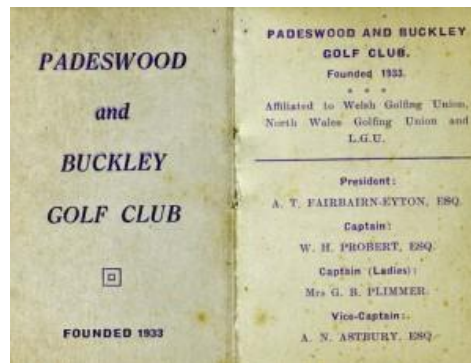 PADESWOOD
and
BUCKLEY
GOLF CLUB
FOUNDED 1933
PADESWOOD AND BUCKLEY
GOLF CLUB.
Founded 1933.
* * *
Affiliated to Welsh Golfing Union,
North Wales Golfing Union and
L.G.U.
President:
A. T. FAIRBAIRN-EYTON, ESQ.
Captain:
W. H. PROBERT, ESQ.
Captain (Ladies):
Mrs G. B. PLIMMER.
Vice-Captain:.
A. N. ASTBURY, ESQ.